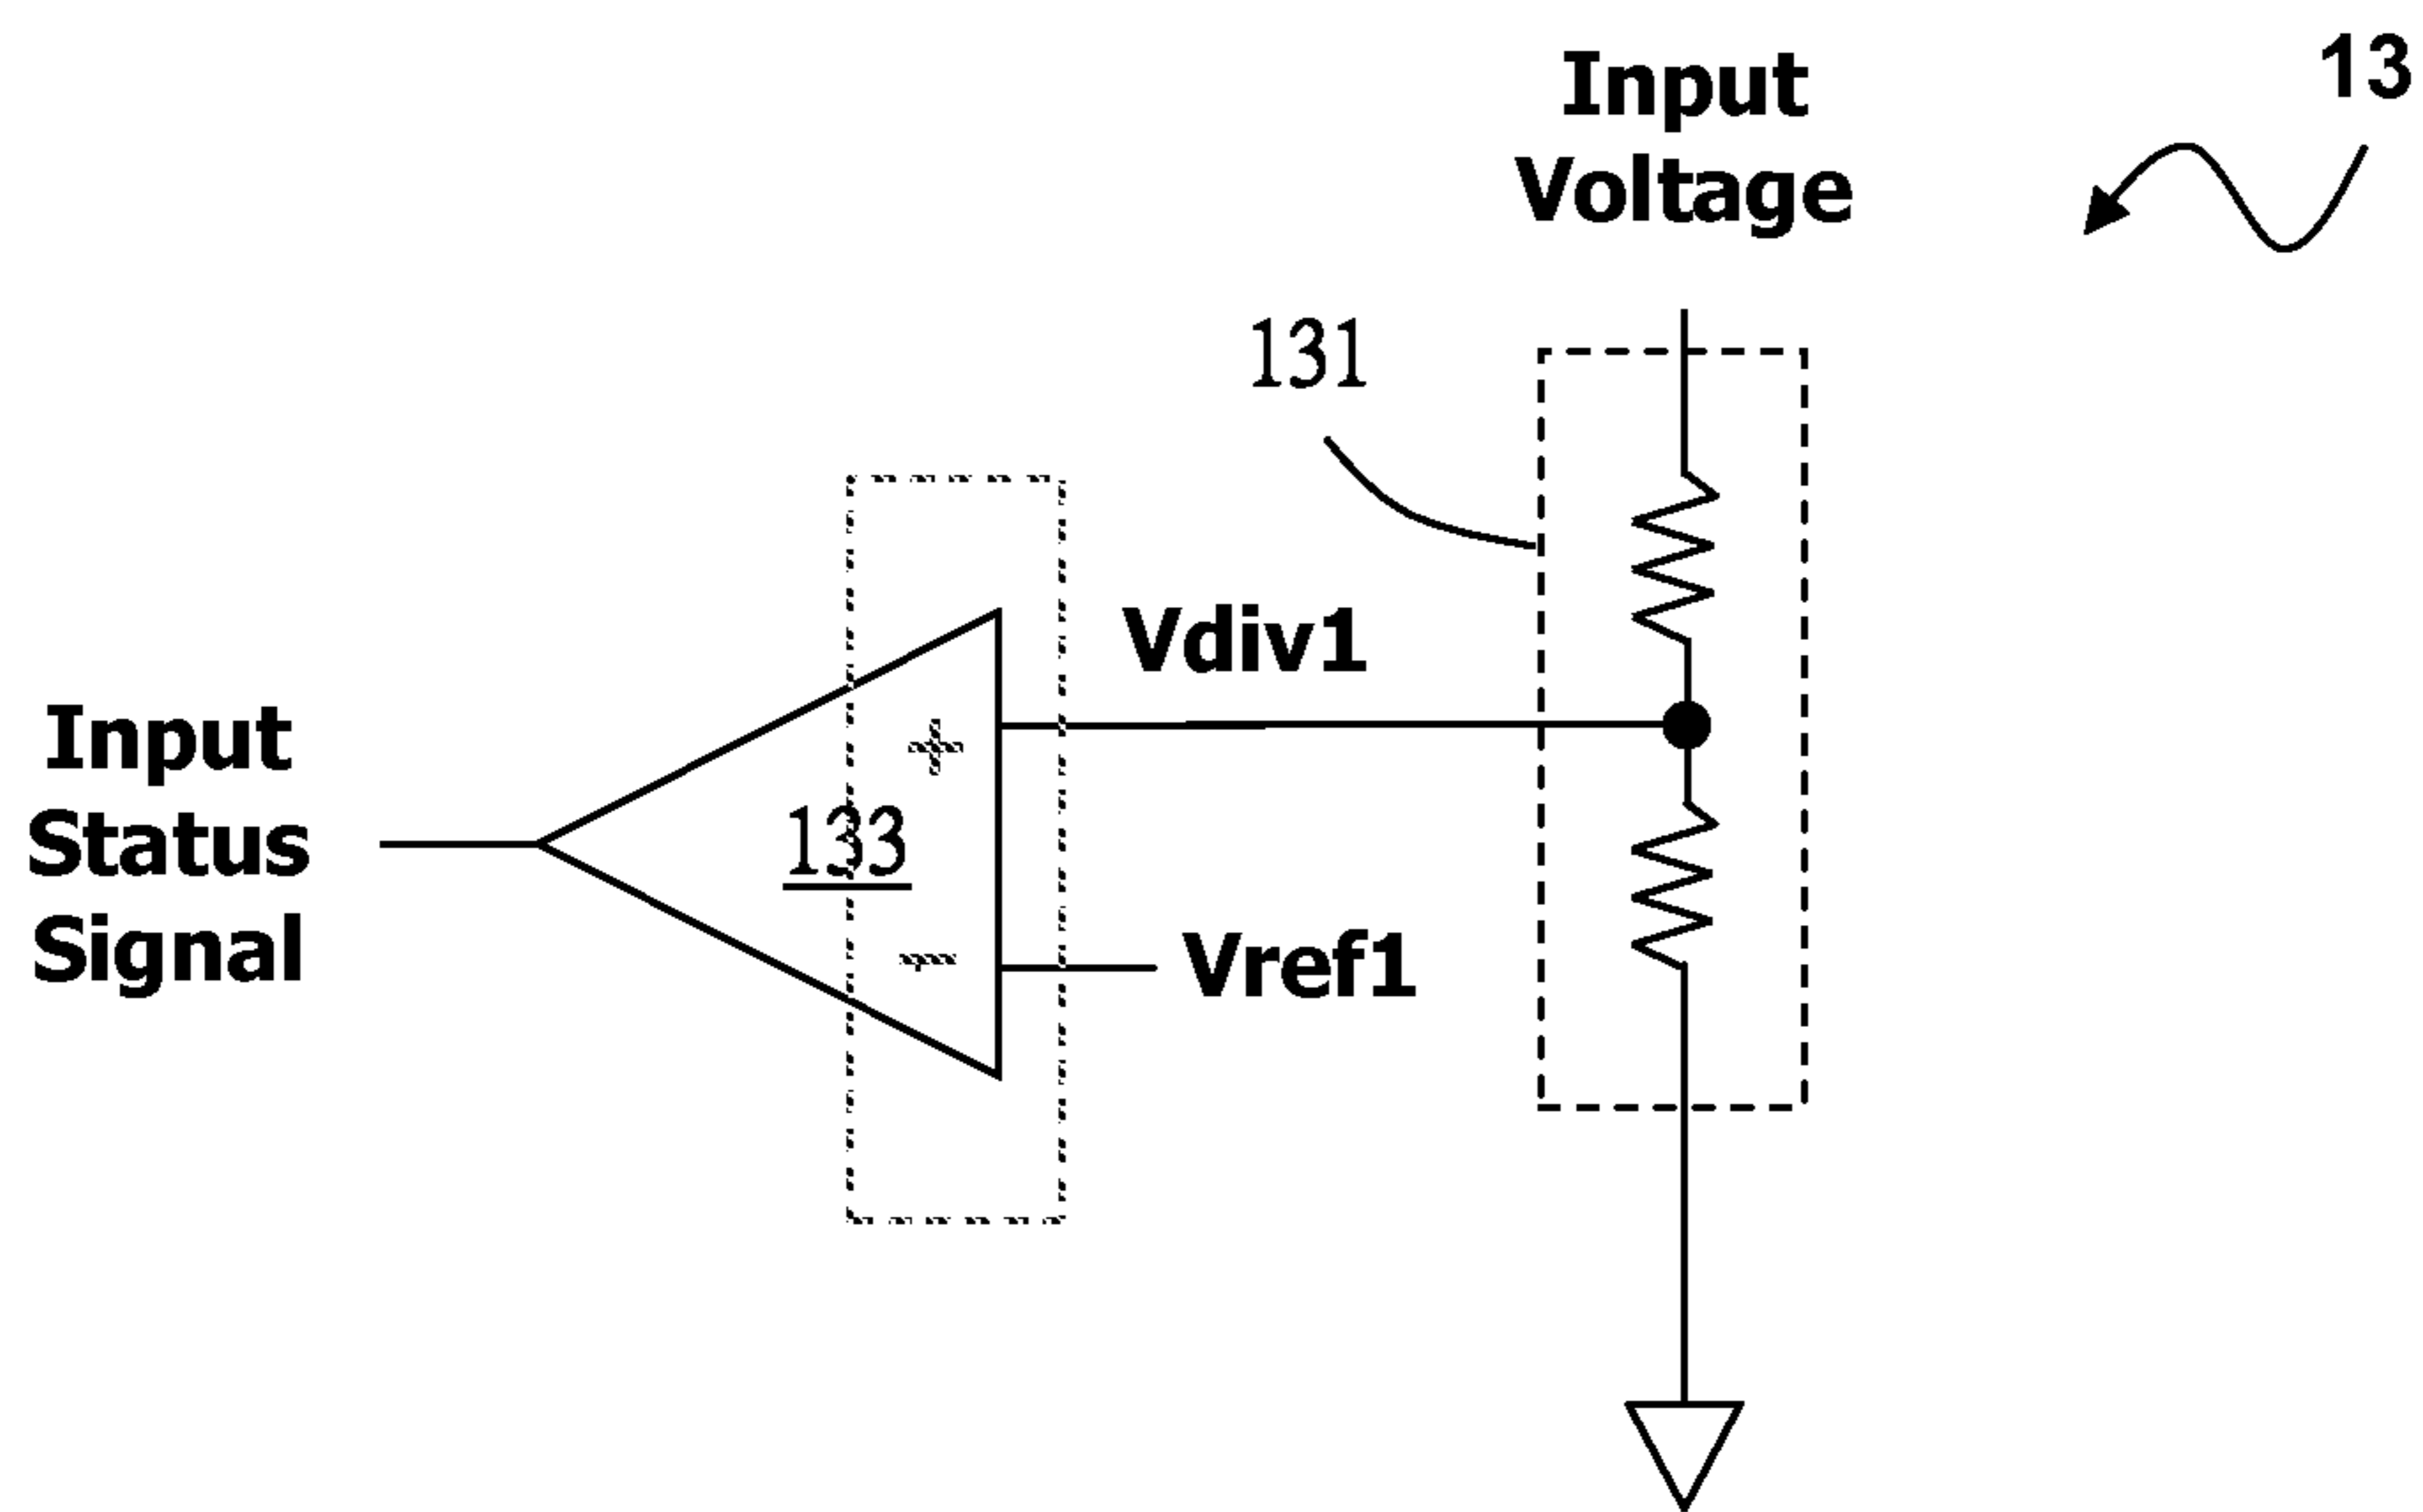 Input
Voltage
13
131
Vdiv1
+
133
-
Vref1
Input
Status
Signal